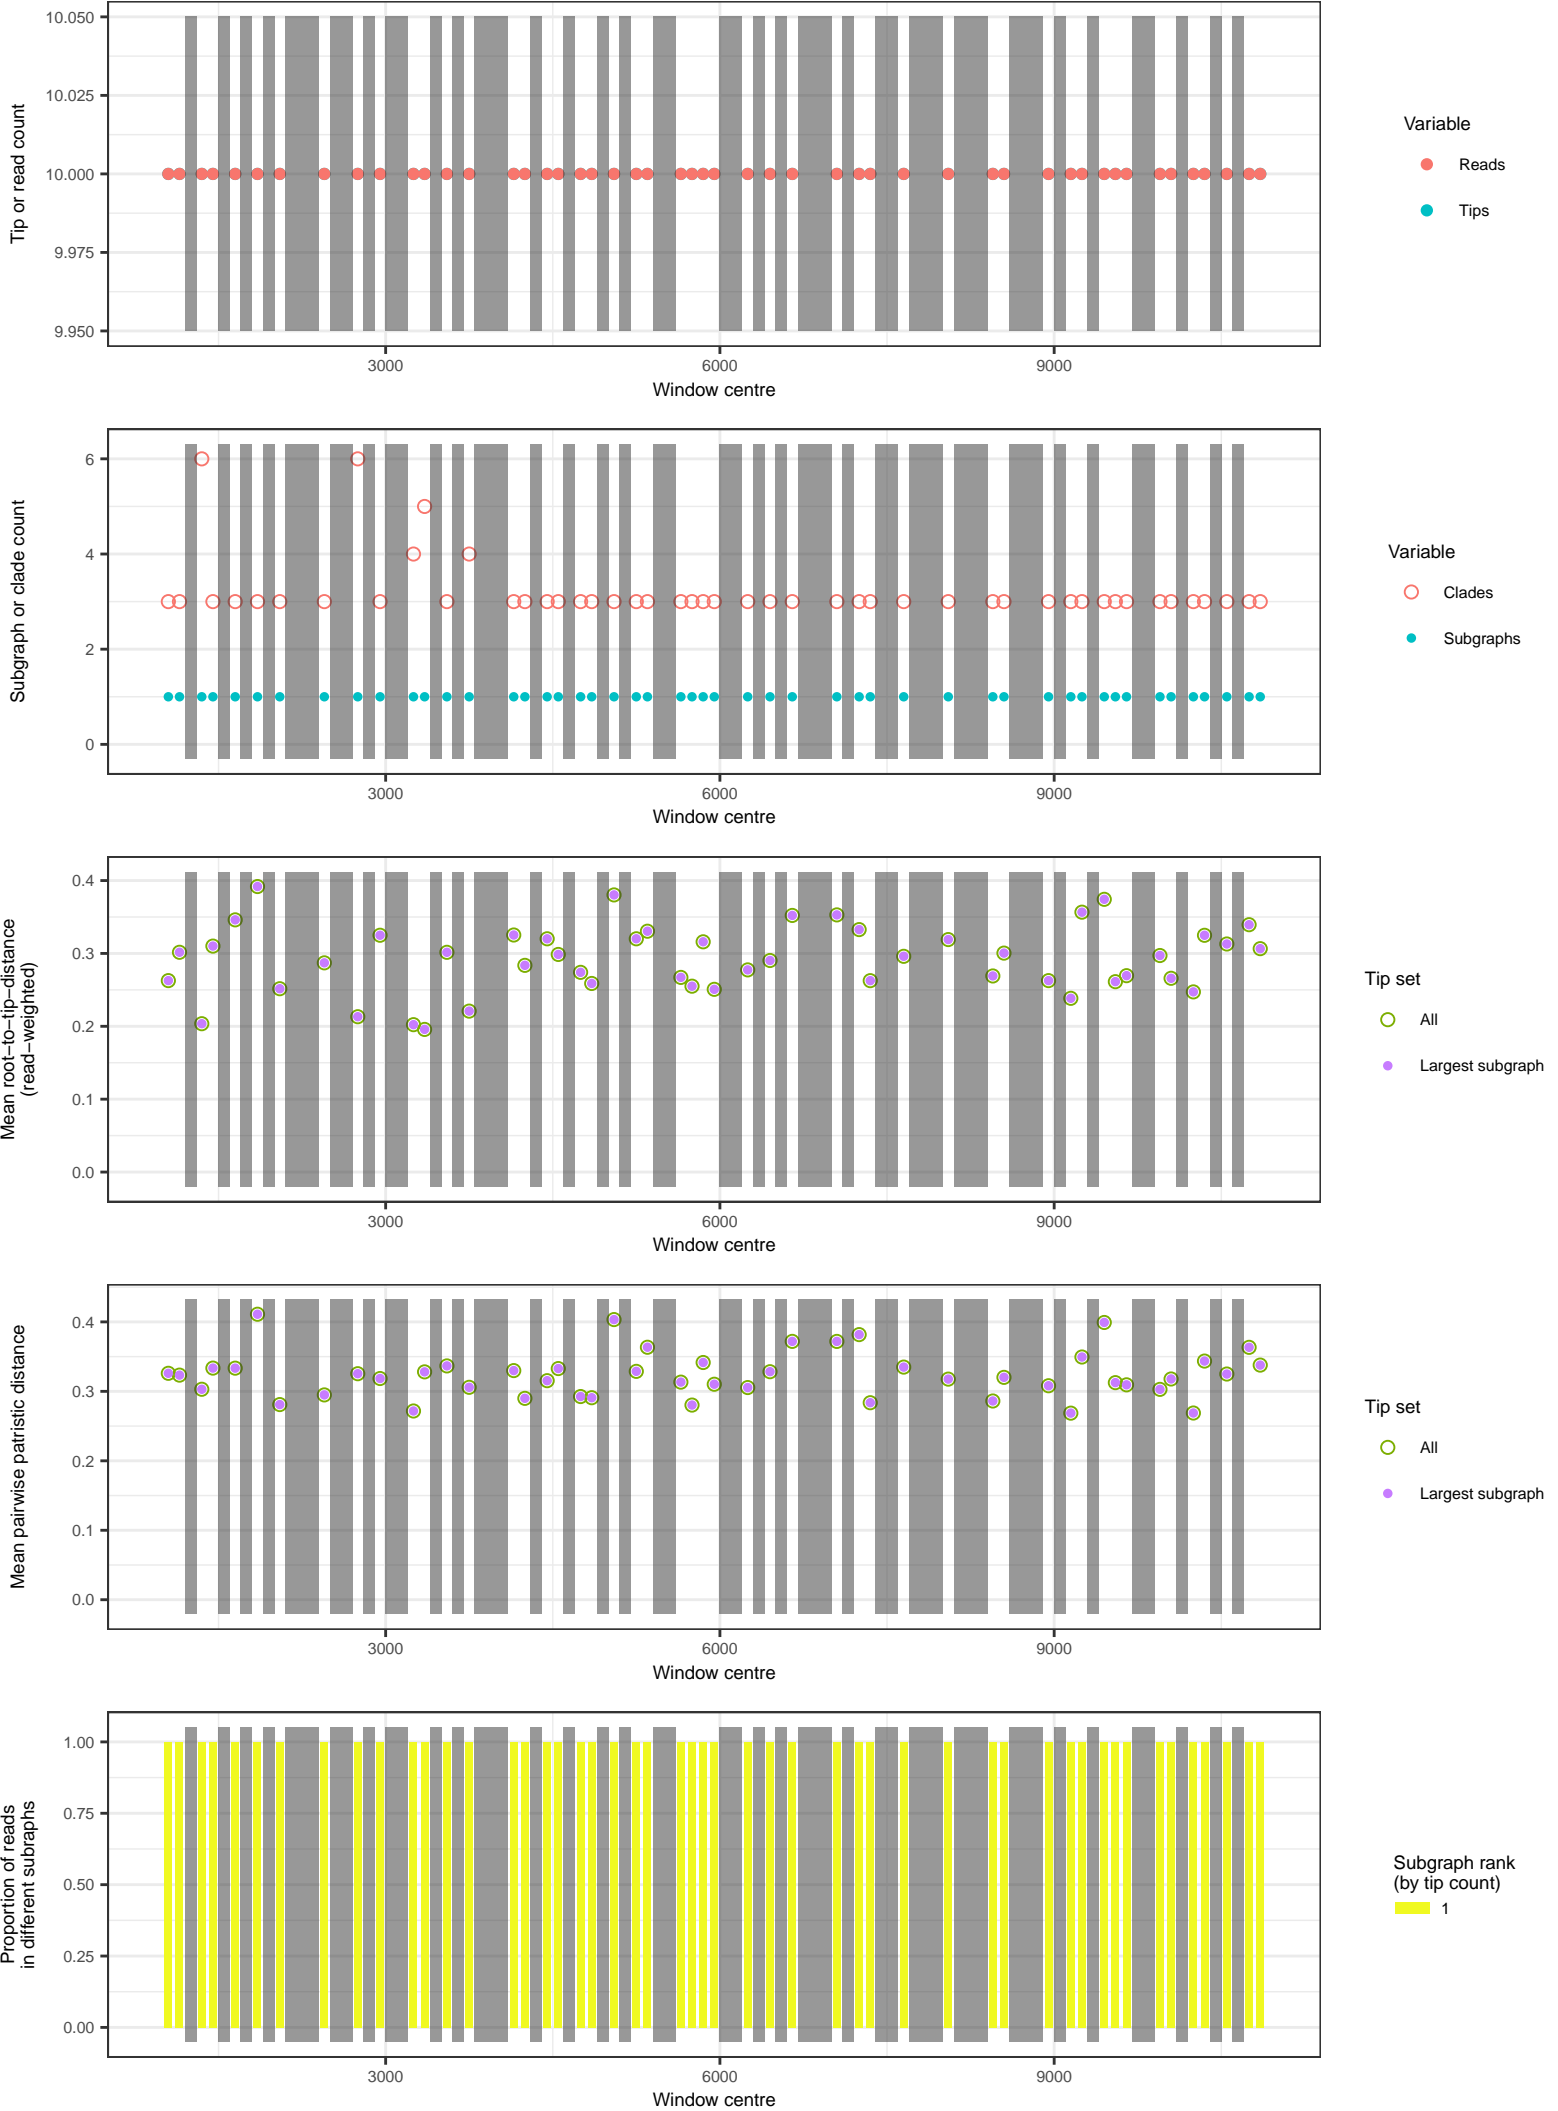 10.050
10.025
10.000
9.975
9.950
Tip or read count
3000
6000
9000
Window centre
Variable
Reads
Tips
6
4
2
0
Subgraph or clade count
3000
6000
9000
Window centre
Variable
Clades
Subgraphs
0.4
0.3
0.2
0.1
0.0
Mean root−to−tip−distance
(read−weighted)
3000
6000
9000
Window centre
Tip set
All
Largest subgraph
0.4
0.3
0.2
0.1
0.0
Mean pairwise patristic distance
3000
6000
9000
Window centre
Tip set
All
Largest subgraph
1.00
0.75
0.50
0.25
0.00
Proportion of reads
in different subraphs
3000
6000
9000
Window centre
Subgraph rank
(by tip count)
1